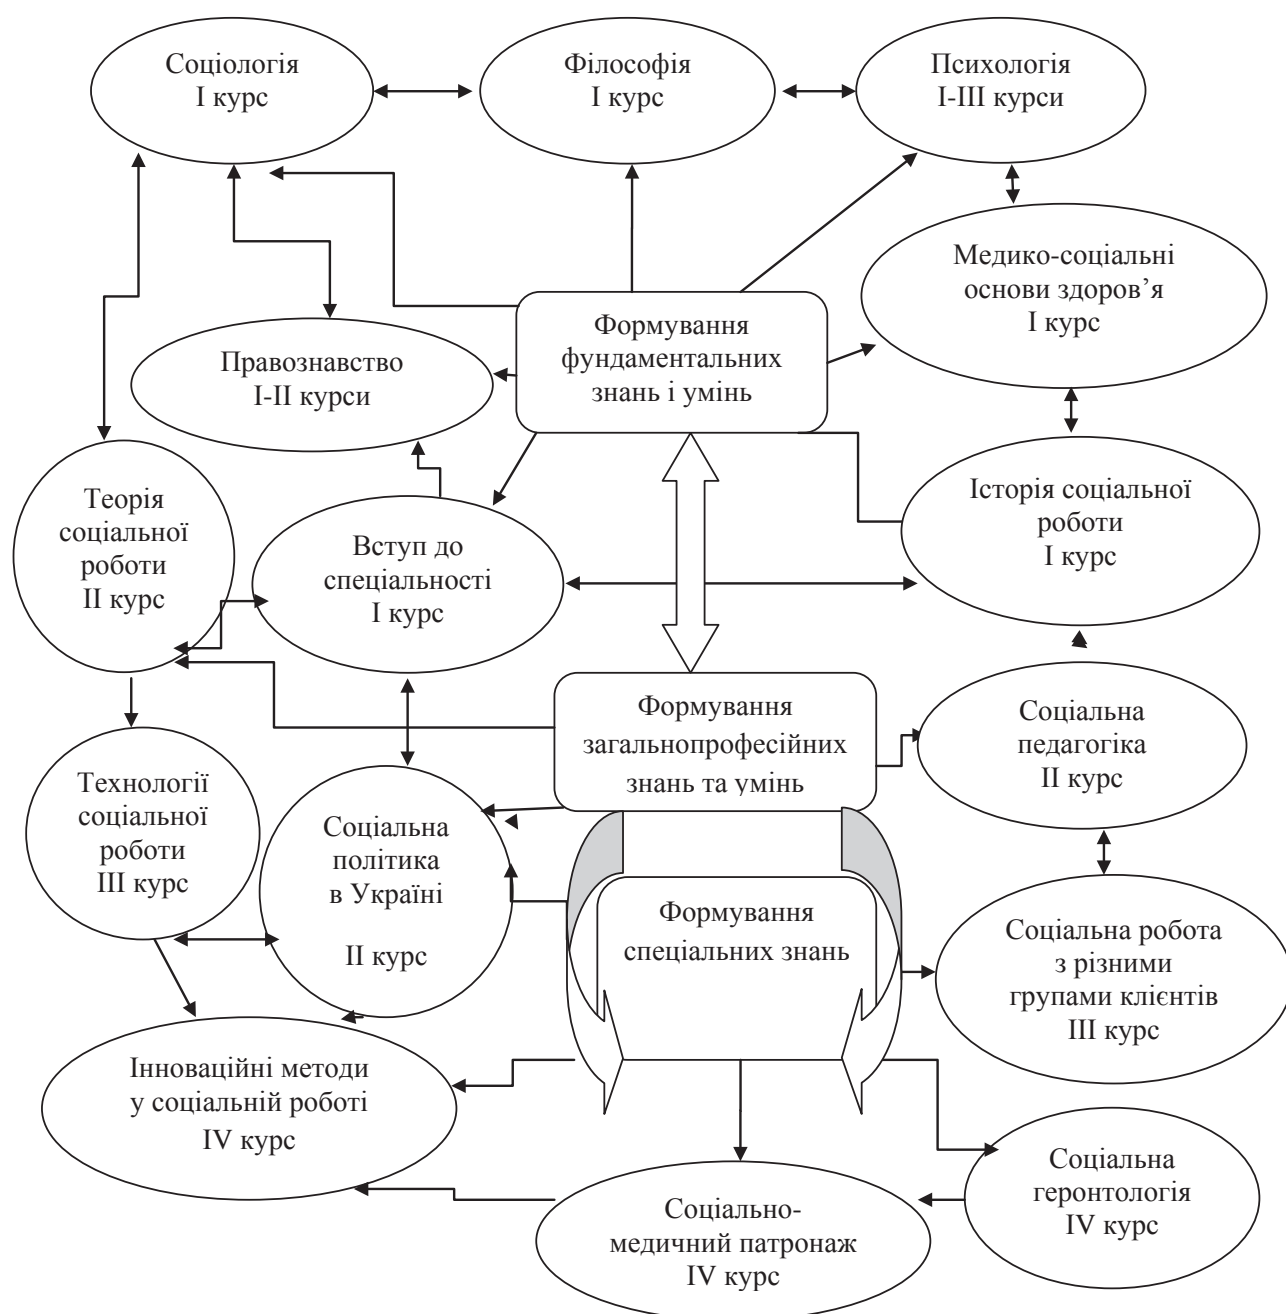 Соціологія
І курс
Філософія
І курс
Психологія
І-ІІІ курси
Медико-соціальні
основи здоров’я
І курс
Формування
фундаментальних
знань і умінь
Правознавство
І-ІІ курси
Теорія
соціальної
роботи
ІІ курс
Вступ до
спеціальності
І курс
Історія соціальної
роботи
І курс
Формування
загальнопрофесійних
знань та умінь
Соціальна
педагогіка
ІІ курс
Технології
соціальної
роботи
ІІІ курс
Соціальна
політика
в Україні
ІІ курс
Формування
спеціальних знань
Соціальна робота
з різними
групами клієнтів
ІІІ курс
Інноваційні методи
у соціальній роботі
IV курс
Соціально-
медичний патронаж
IV курс
Соціальна
геронтологія
IV курс